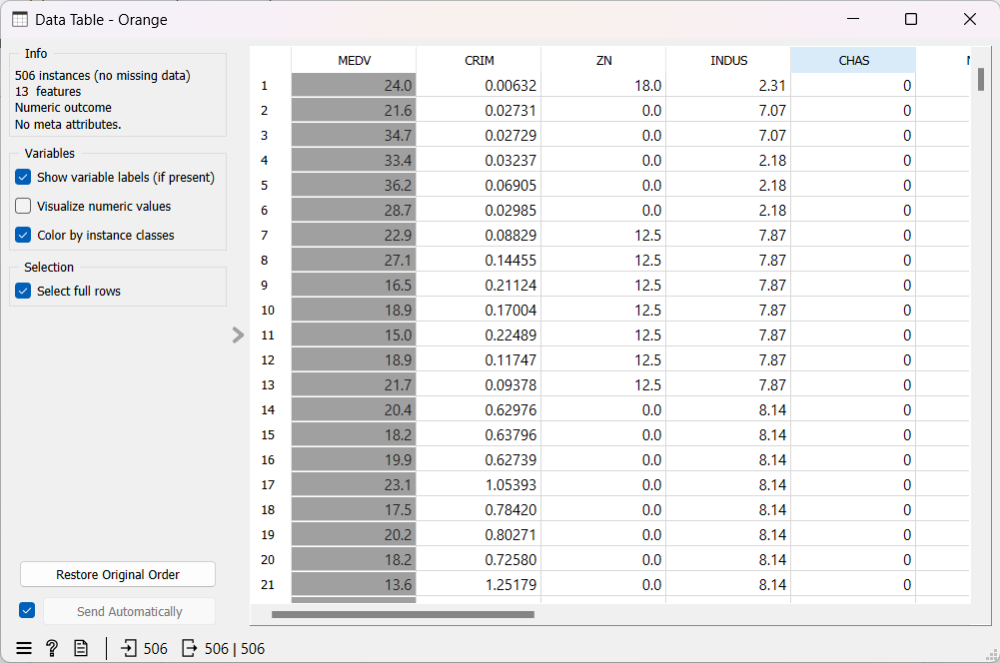 Data Table - Orange
Info
506 instances (no missing data)
13 features
Numeric outcome
No meta attributes.
Variables
Show variable labels (if present)
Visualize numeric values
Color by instance classes
Selection
Select full rows
Restore Original Order
Send Automatically
MEDV CRIM ZN INDUS CHAS
1 24.0 0.00632 18.0 2.31 0
2 21.6 0.02731 0.0 7.07 0
3 34.7 0.02729 0.0 7.07 0
4 33.4 0.03237 0.0 2.18 0
5 36.2 0.06905 0.0 2.18 0
6 28.7 0.02985 0.0 2.18 0
7 22.9 0.08829 12.5 7.87 0
8 27.1 0.14455 12.5 7.87 0
9 16.5 0.21124 12.5 7.87 0
10 18.9 0.17004 12.5 7.87 0
11 15.0 0.22489 12.5 7.87 0
12 18.9 0.11747 12.5 7.87 0
13 21.7 0.09378 12.5 7.87 0
14 20.4 0.62976 0.0 8.14 0
15 18.2 0.63796 0.0 8.14 0
16 19.9 0.62739 0.0 8.14 0
17 23.1 1.05393 0.0 8.14 0
18 17.5 0.78420 0.0 8.14 0
19 20.2 0.80271 0.0 8.14 0
20 18.2 0.72580 0.0 8.14 0
21 13.6 1.25179 0.0 8.14 0
506 506 | 506